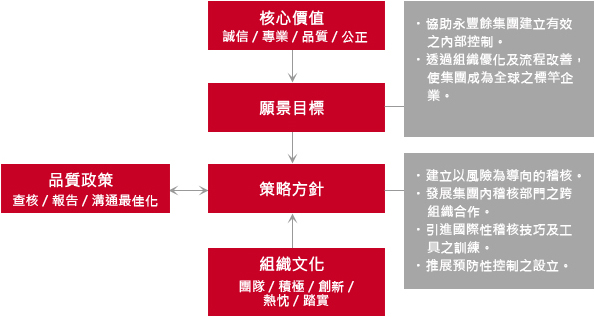 核心價值
誠信 / 專業 / 品質 / 公正
・協助永豐餘集團建立有效
之內部控制。
・透過組織優化及流程改善，
使集團成為全球之標竿企
業。
願景目標
品質政策
查核 / 報告 / 溝通最佳化
策略方針
・建立以風險為導向的稽核。
・發展集團內稽核部門之跨
組織合作。
・引進國際性稽核技巧及工
具之訓練。
・推展預防性控制之設立。
組織文化
團隊 / 積極 / 創新 /
熱忱 / 踏實